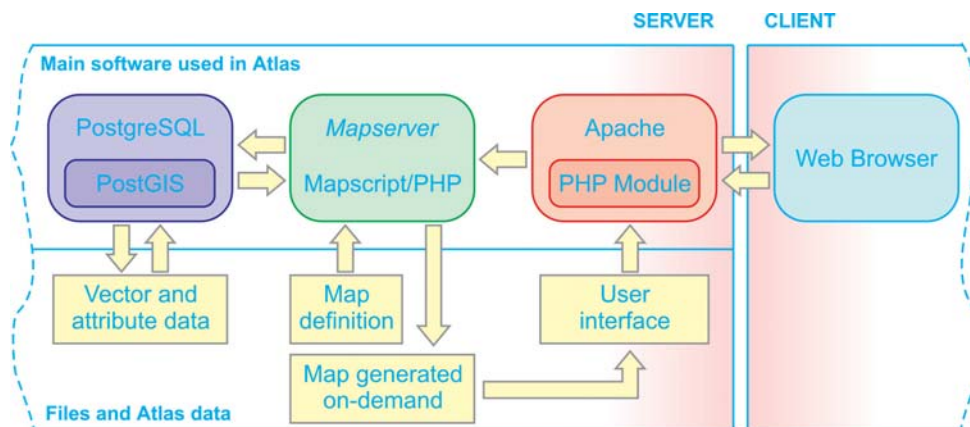 SERVER
CLIENT
Main software used in Atlas
PostgreSQL
PostGIS
Mapserver
Mapscript/PHP
Apache
PHP Module
Web Browser
Vector and
attribute data
Map
definition
User
interface
Map generated
on-demand
Files and Atlas data